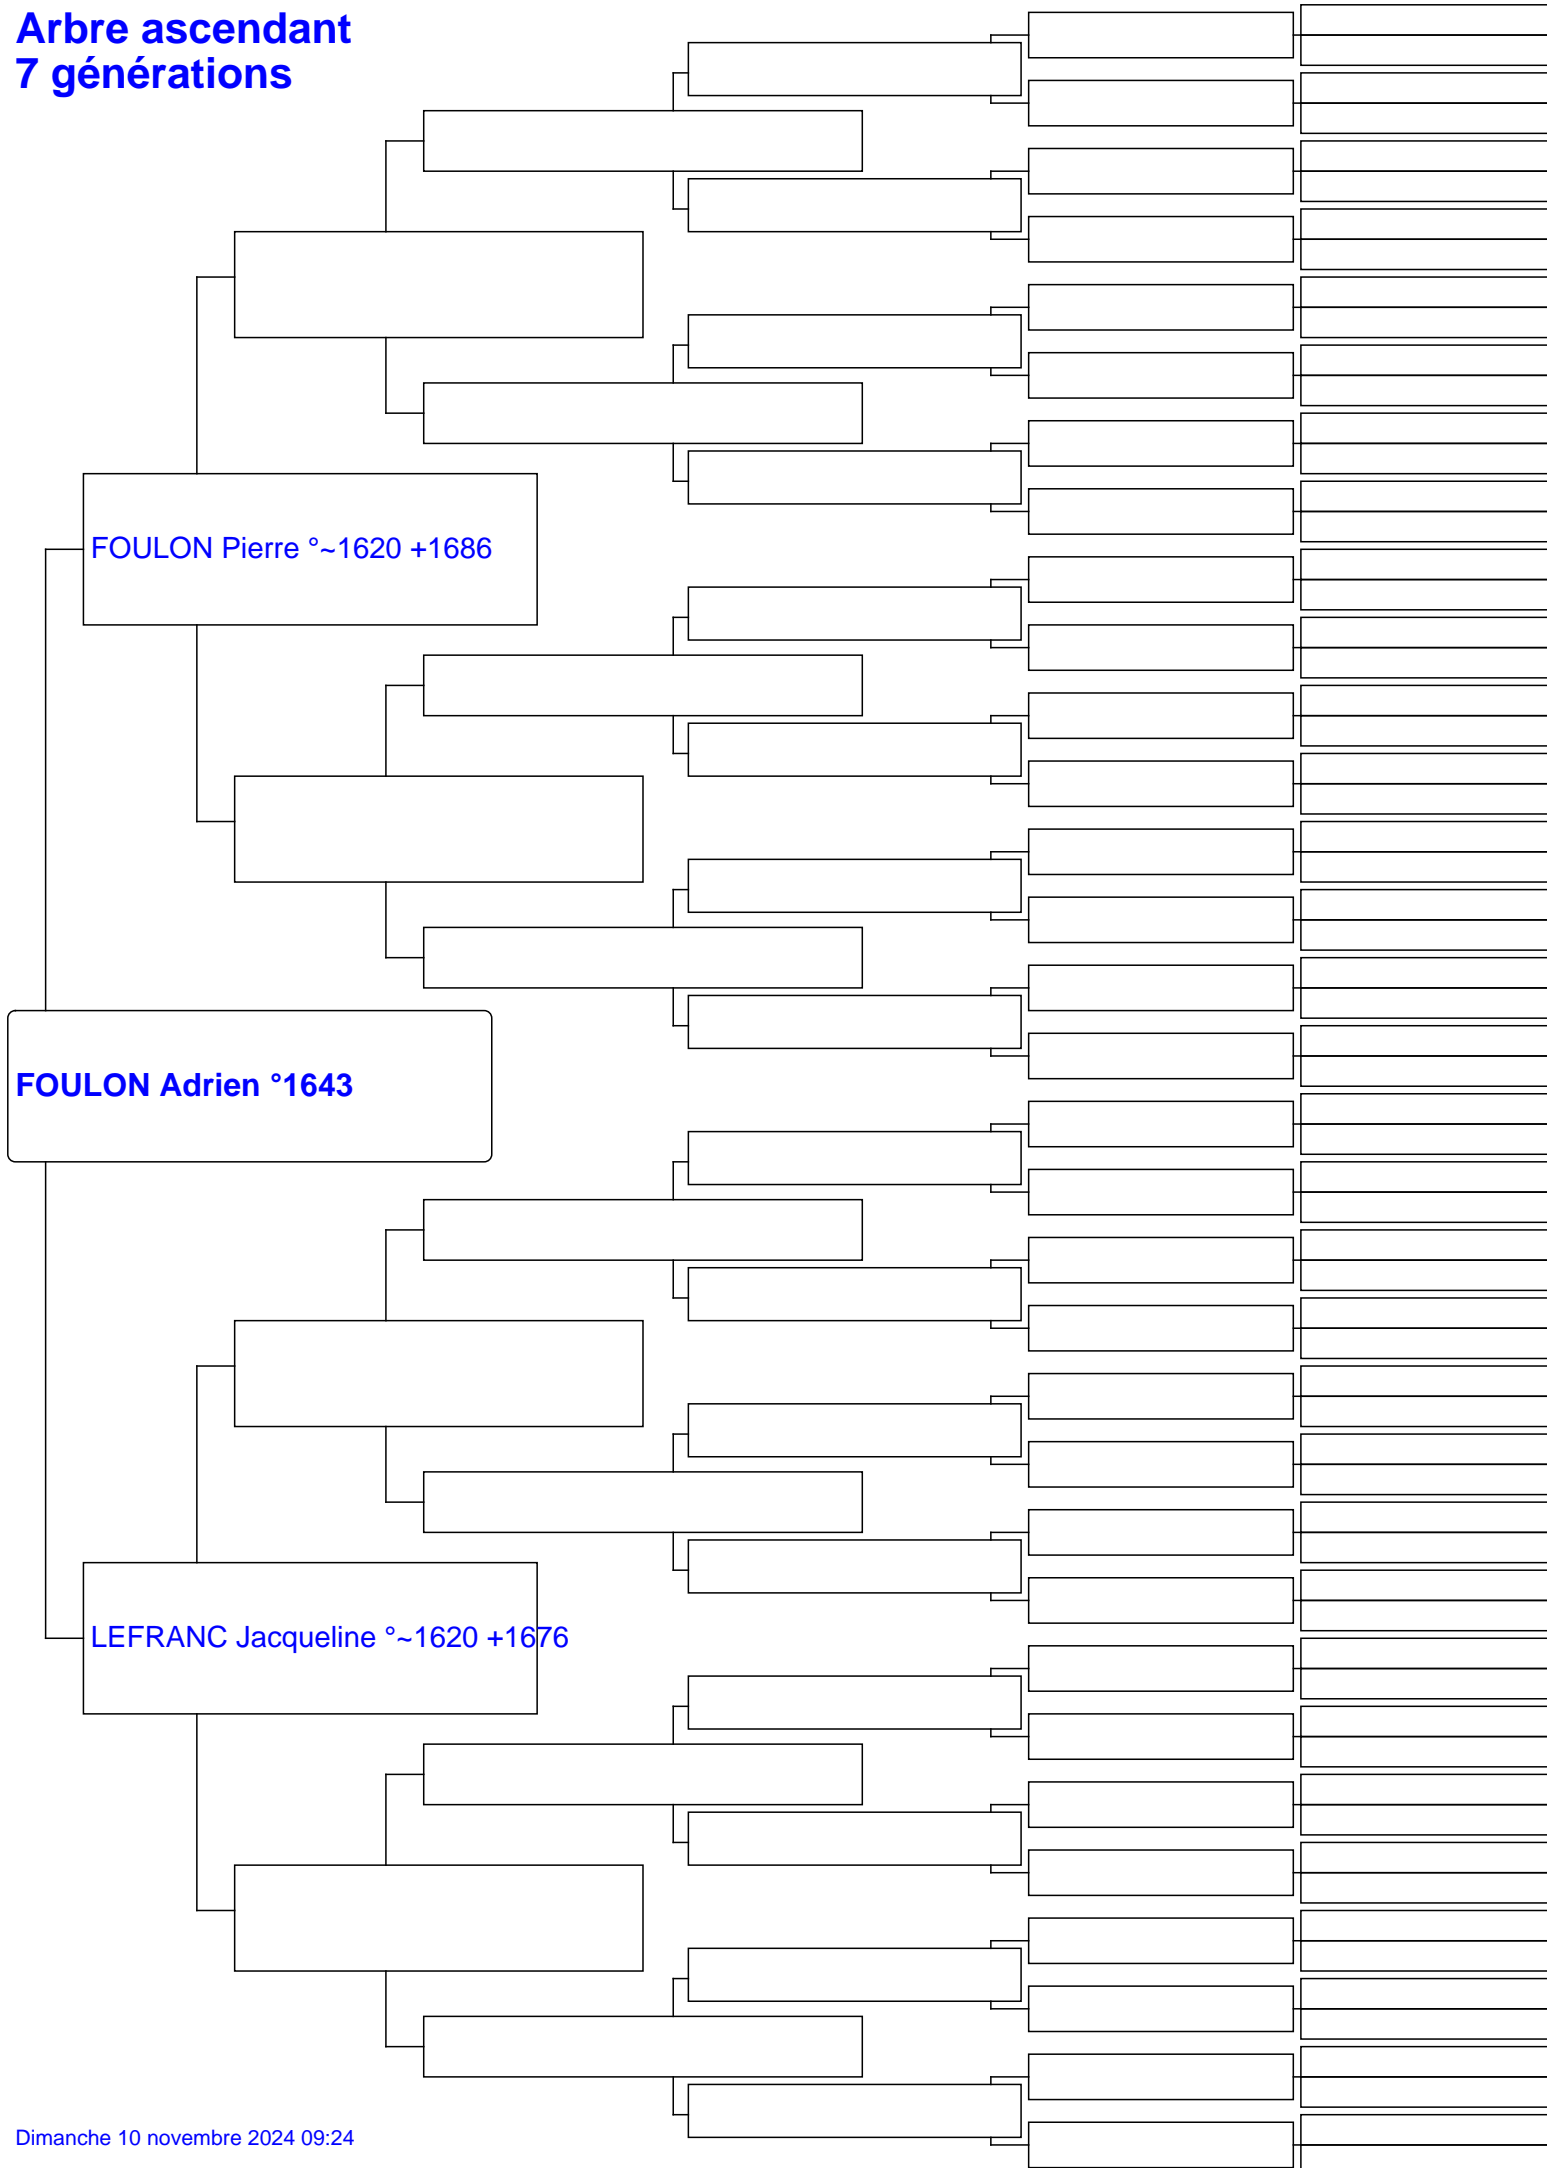 Arbre ascendant
7 générations
FOULON Pierre °~1620 +1686
FOULON Adrien °1643
LEFRANC Jacqueline °~1620 +1676
Dimanche 10 novembre 2024 09:24